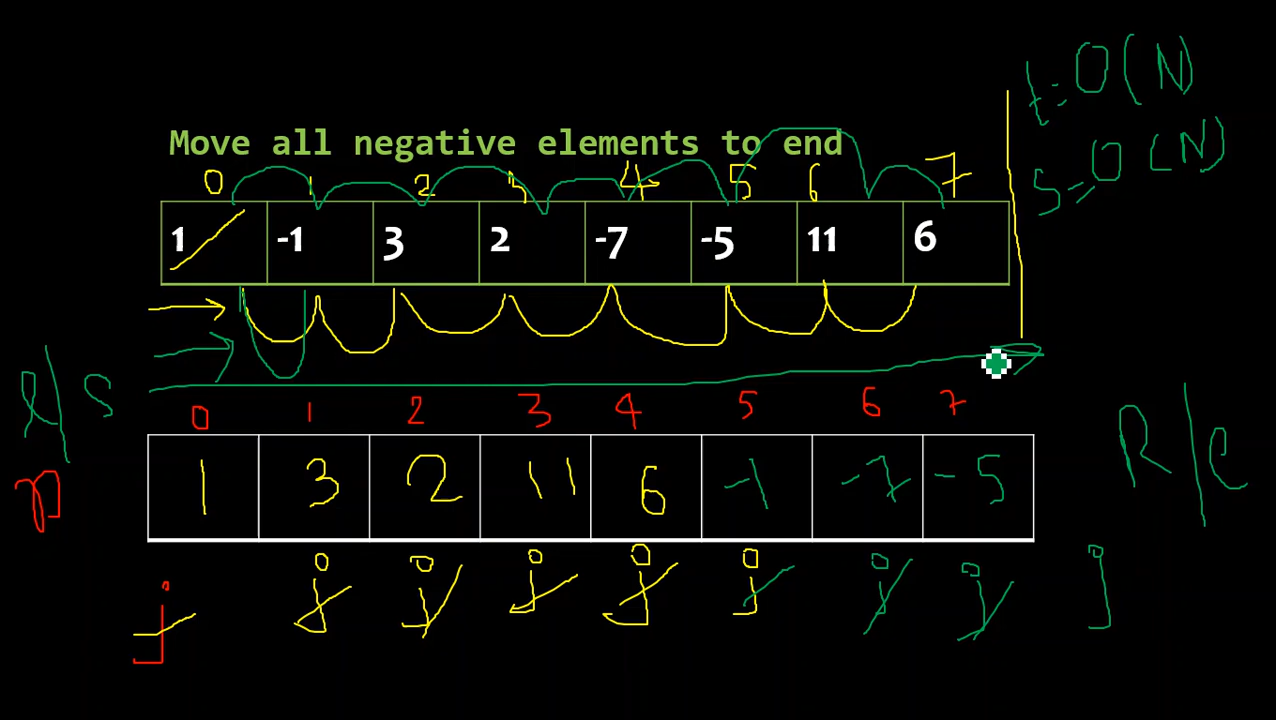 t=O(N)
Move all negative elements to end
s=O(N)
0 1 2 3 4 5 6 7
1 -1 3 2 -7 -5 11 6
l/s
0 1 2 3 4 5 6 7
R/e
1 3 2 11 6 -1 -7 -5
j j j j j j j j j